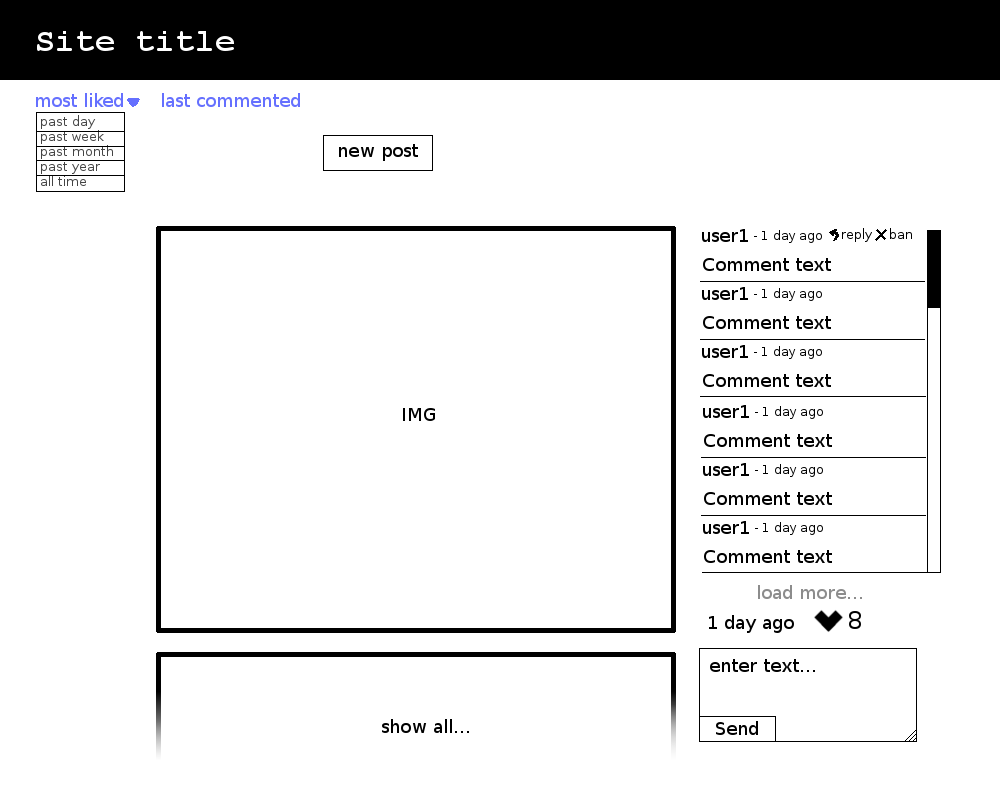 Site title
most liked last commented
past day
past week
past month
past year
all time
new post
IMG
show all...
user1 - 1 day ago reply ban
Comment text
user1 - 1 day ago
Comment text
user1 - 1 day ago
Comment text
user1 - 1 day ago
Comment text
user1 - 1 day ago
Comment text
user1 - 1 day ago
Comment text
load more...
1 day ago 8
enter text...
Send